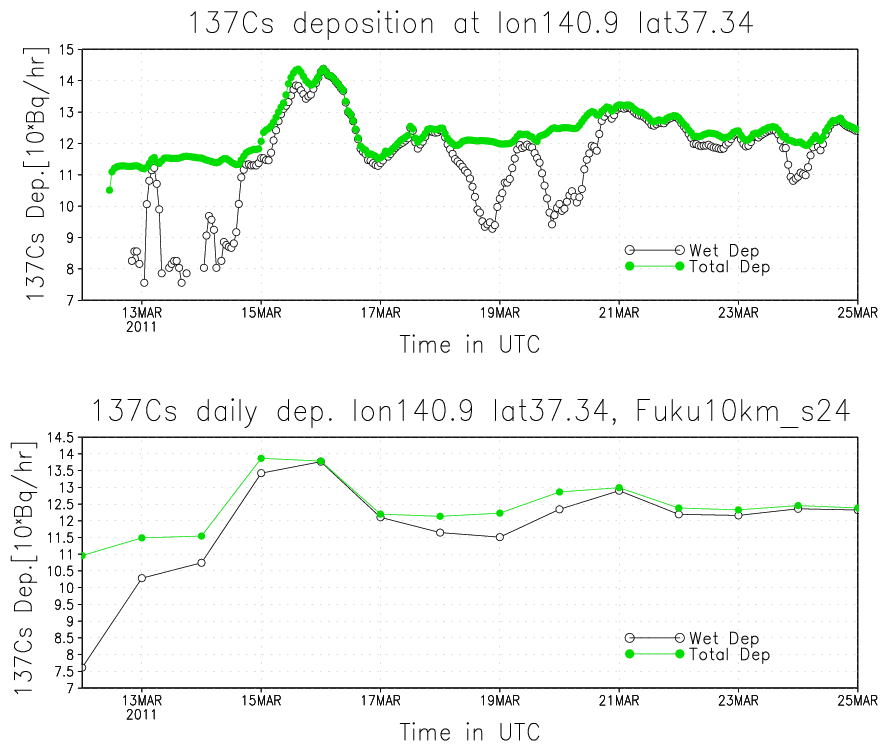 137Cs deposition at lon140.9 lat37.34
137Cs Dep.[10*Bq/hr]
15
14
13
12
11
10
9
8
7
Wet Dep
Total Dep
13MAR 15MAR 17MAR 19MAR 21MAR 23MAR 25MAR
2011
Time in UTC
137Cs daily dep. lon140.9 lat37.34, Fuku10km_s24
137Cs Dep.[10*Bq/hr]
14.5
14
13.5
13
12.5
12
11.5
11
10.5
10
9.5
9
8.5
8
7.5
7
Wet Dep
Total Dep
13MAR 15MAR 17MAR 19MAR 21MAR 23MAR 25MAR
2011
Time in UTC